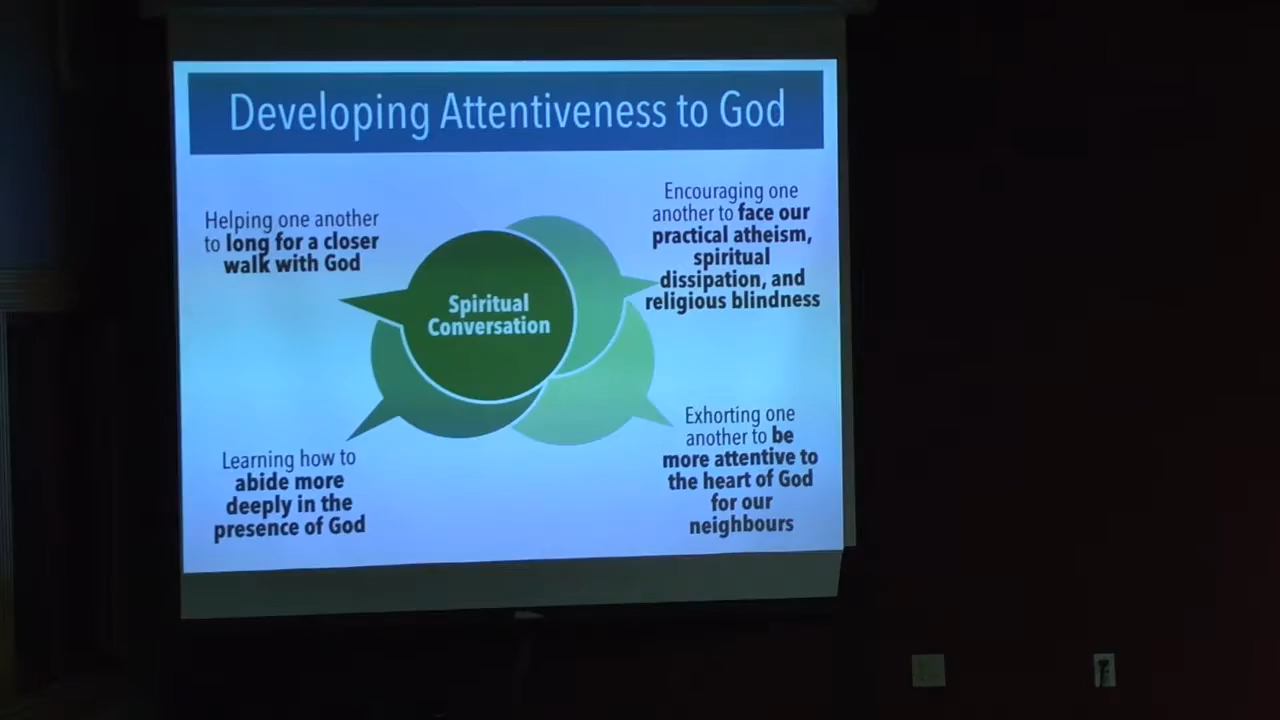 Developing Attentiveness to God
Helping one another
to long for a closer
walk with God
Encouraging one
another to face our
practical atheism,
spiritual
dissipation, and
religious blindness
Spiritual
Conversation
Learning how to
abide more
deeply in the
presence of God
Exhorting one
another to be
more attentive to
the heart of God
for our
neighbours